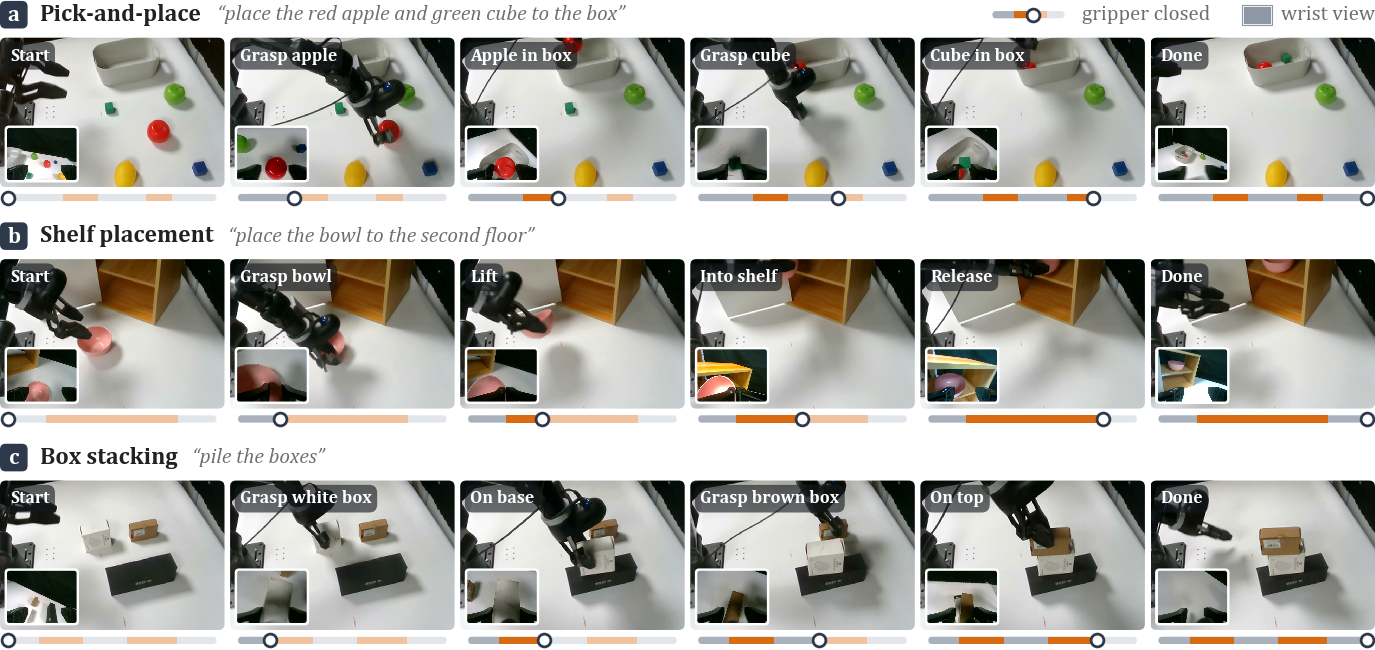 a Pick-and-place “place the red apple and green cube to the box” gripper closed wrist view
Start Grasp apple Apple in box Grasp cube Cube in box Done
b Shelf placement “place the bowl to the second floor”
Start Grasp bowl Lift Into shelf Release Done
c Box stacking “pile the boxes”
Start Grasp white box On base Grasp brown box On top Done